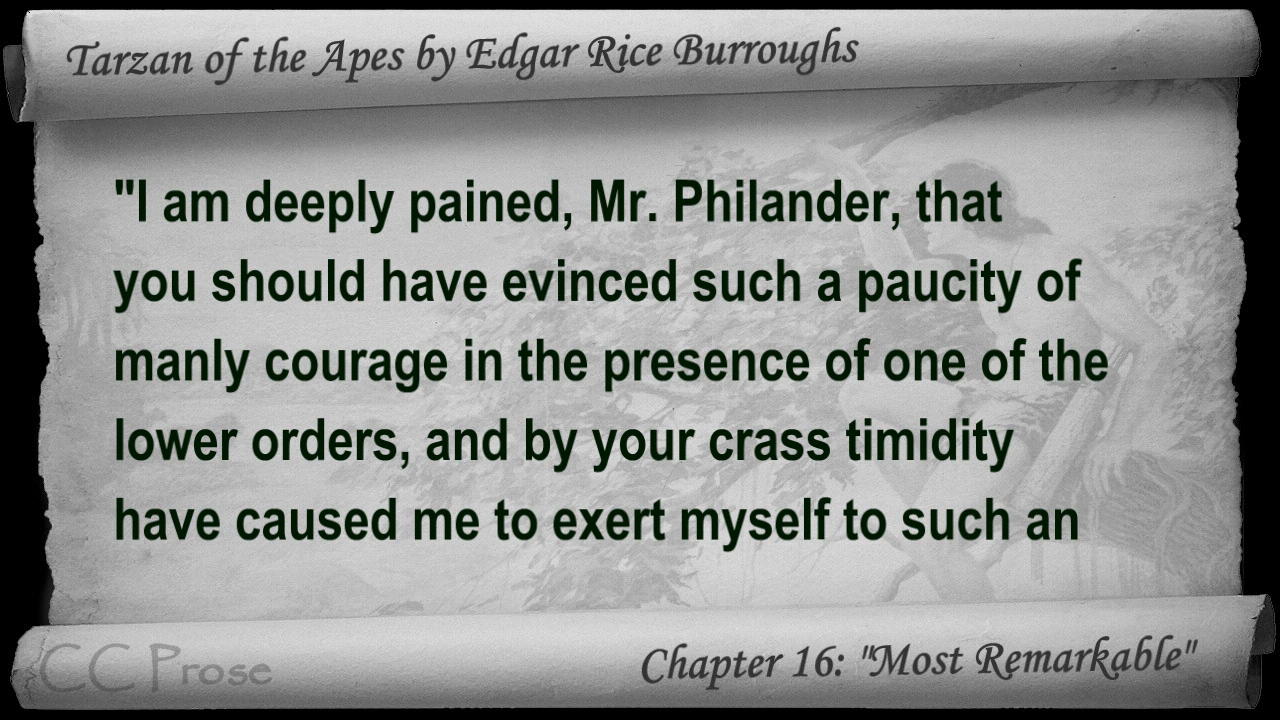 Tarzan of the Apes by Edgar Rice Burroughs
"I am deeply pained, Mr. Philander, that
you should have evinced such a paucity of
manly courage in the presence of one of the
lower orders, and by your crass timidity
have caused me to exert myself to such an
CC Prose
Chapter 16: "Most Remarkable"